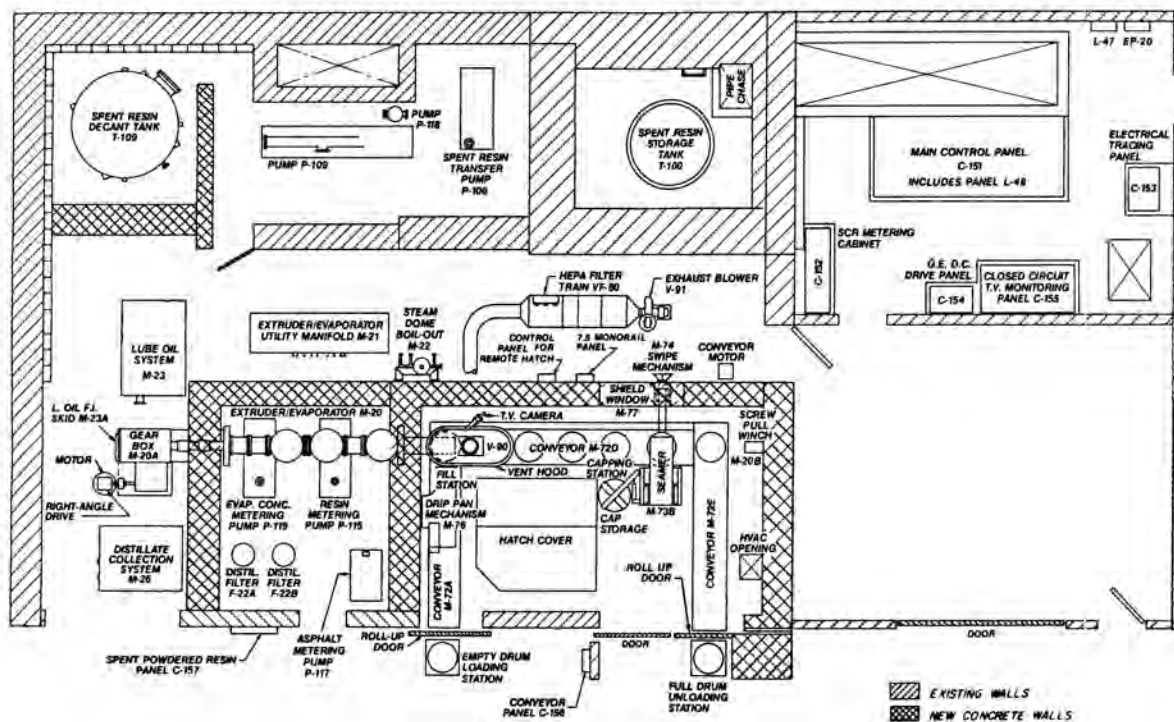 L-47 EP-20
SPENT RESIN
DECANT TANK
T-109
PUMP
P-118
PUMP P-109
SPENT RESIN
TRANSFER
PUMP
P-106
PIPE
CHASE
SPENT RESIN
STORAGE
TANK
T-100
MAIN CONTROL PANEL
C-151
INCLUDES PANEL L-48
ELECTRICAL
TRACING
PANEL
C-153
SCR METERING
CABINET
C-152
G.E. D.C.
DRIVE PANEL
C-154
CLOSED CIRCUIT
T.V. MONITORING
PANEL C-155
HEPA FILTER
TRAIN VF-80
EXHAUST BLOWER
V-91
LUBE OIL
SYSTEM
M-23
EXTRUDER/EVAPORATOR
UTILITY MANIFOLD M-21
STEAM
DOME
BOIL-OUT
M-22
CONTROL
PANEL FOR
REMOTE HATCH
7.5 MONORAIL
PANEL
M-74
SWIPE
MECHANISM
CONVEYOR
MOTOR
SHIELD
WINDOW
M-77
L. OIL F.I.
SKID M-23A
EXTRUDER/EVAPORATOR M-20
T.V. CAMERA
SCREW
PULL
WINCH
M-20B
GEAR
BOX
M-20A
MOTOR
RIGHT-ANGLE
DRIVE
V-90
CONVEYOR M-72D
VENT HOOD
CAPPING
STATION
SEAMER
M-73B
FILL
STATION
DRIP PAN
MECHANISM
M-76
EVAP. CONC.
METERING
PUMP P-119
RESIN
METERING
PUMP P-115
CAP
STORAGE
HATCH COVER
CONVEYOR M-72E
HVAC
OPENING
DISTILLATE
COLLECTION
SYSTEM
M-26
DISTIL.
FILTER
F-22A
DISTIL.
FILTER
F-22B
CONVEYOR
M-72A
ROLL UP
DOOR
SPENT POWDERED RESIN
PANEL C-157
ASPHALT
METERING
PUMP
P-117
ROLL-UP
DOOR
EMPTY DRUM
LOADING
STATION
CONVEYOR
PANEL C-156
DOOR
FULL DRUM
UNLOADING
STATION
DOOR
EXISTING WALLS
NEW CONCRETE WALLS